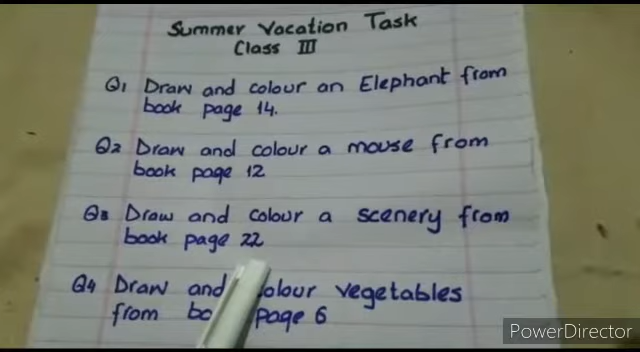 Summer Vacation Task
Class III
Q1 Draw and colour an Elephant from
book page 14.
Q2 Draw and colour a mouse from
book page 12
Q3 Draw and colour a scenery from
book page 22
Q4 Draw and colour vegetables
from page 6
PowerDirector